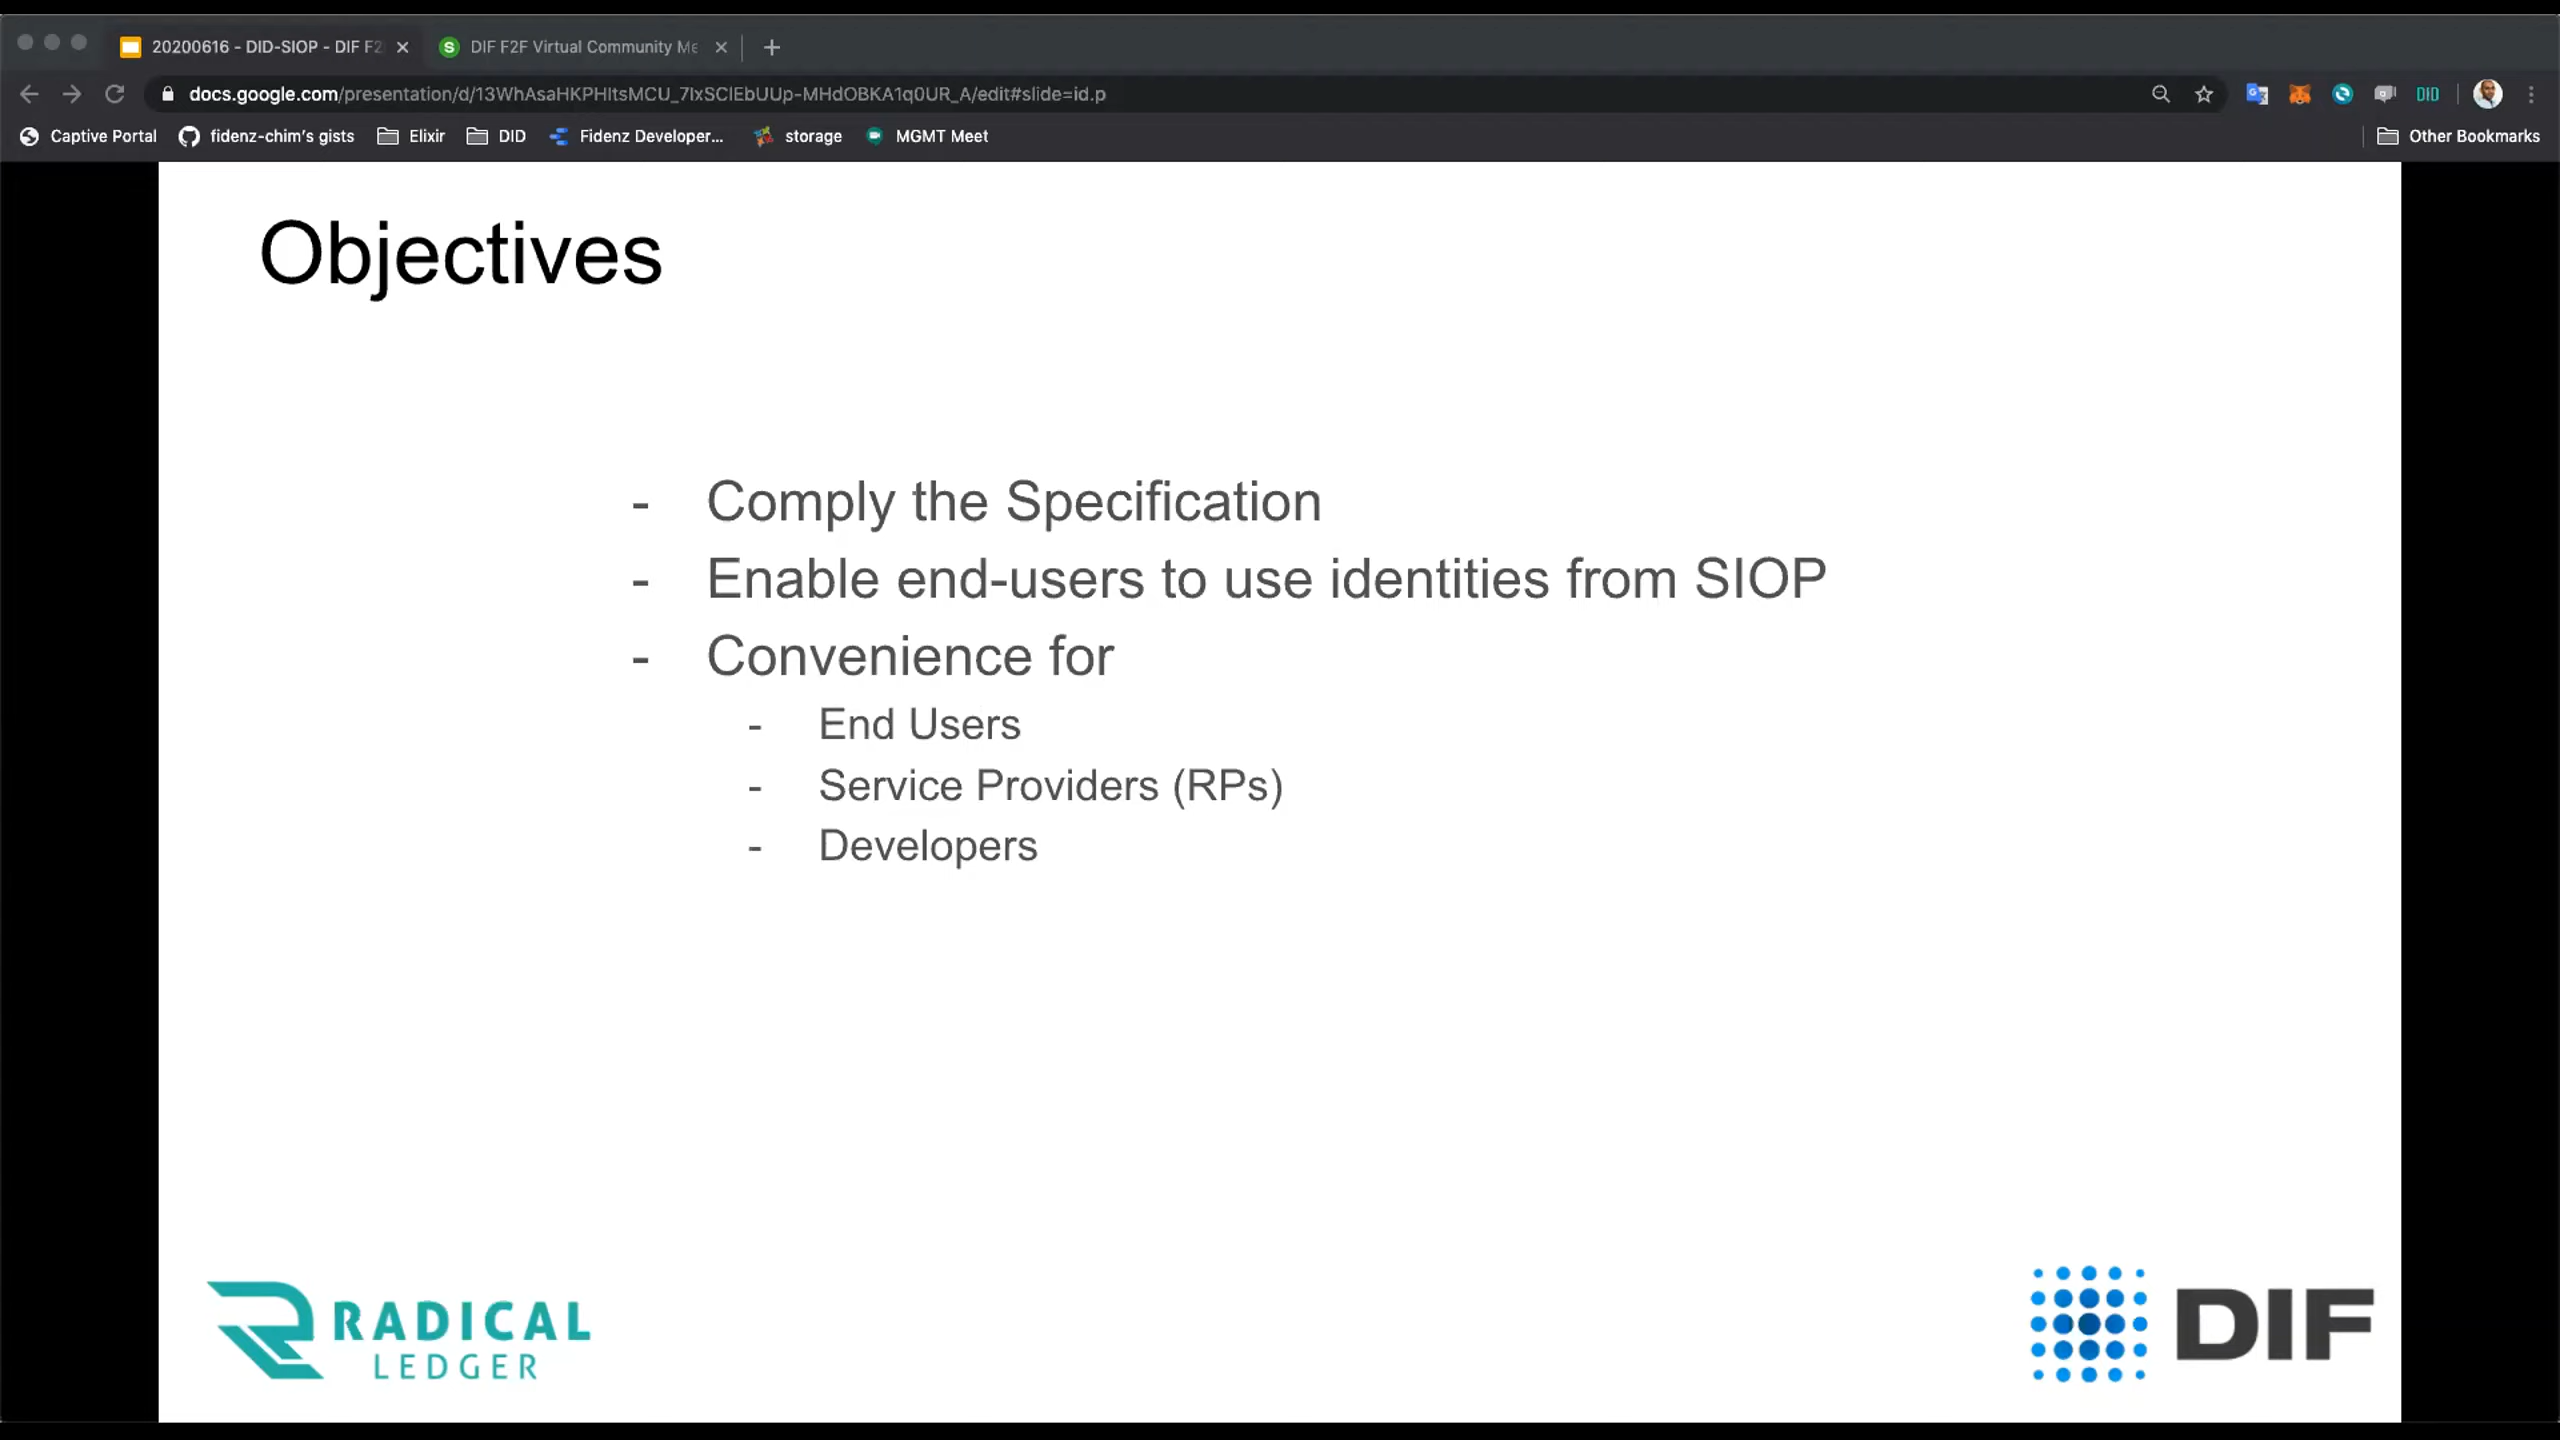 20200616 - DID-SIOP - DIF F2
DIF F2F Virtual Community Me
docs.google.com/presentation/d/13WhAsaHKPHltsMCU_7IxSClEbUUp-MHdOBKA1q0UR_A/edit#slide=id.p
DID
Captive Portal
fidenz-chim's gists
Elixir
DID
Fidenz Developer...
storage
MGMT Meet
Other Bookmarks
Objectives
- Comply the Specification
- Enable end-users to use identities from SIOP
- Convenience for
- End Users
- Service Providers (RPs)
- Developers
RADICAL
LEDGER
DIF